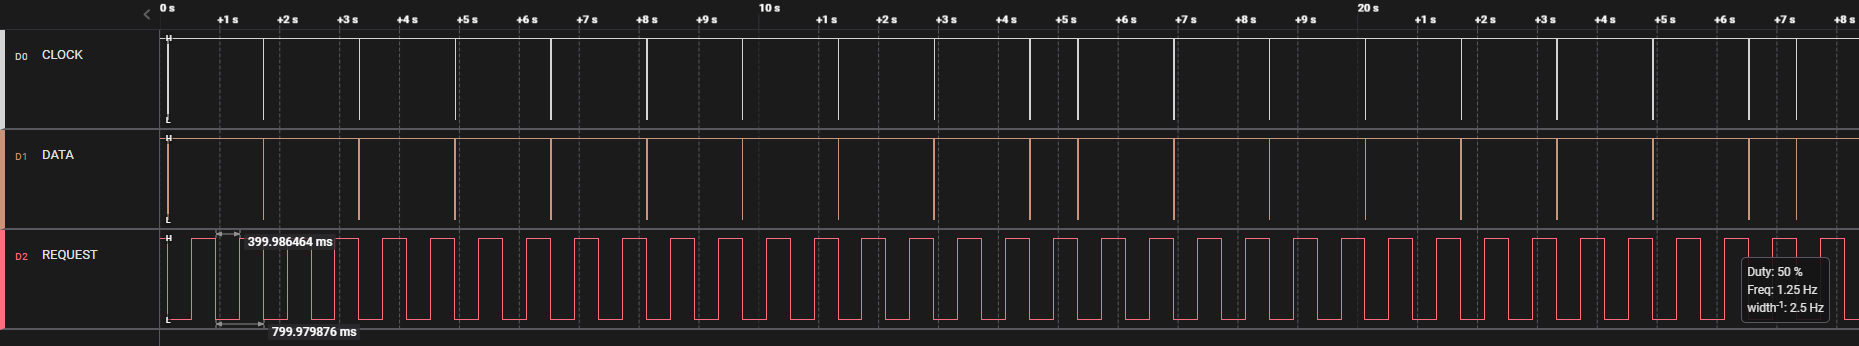 0 s 10 s 20 s
+1 s +2 s +3 s +4 s +5 s +6 s +7 s +8 s +9 s +1 s +2 s +3 s +4 s +5 s +6 s +7 s +8 s +9 s +1 s +2 s +3 s +4 s +5 s +6 s +7 s +8 s
H
D0 CLOCK
L
H
D1 DATA
L
H
399.986464 ms
D2 REQUEST
Duty: 50 %
Freq: 1.25 Hz
width⁻¹: 2.5 Hz
L
799.979876 ms